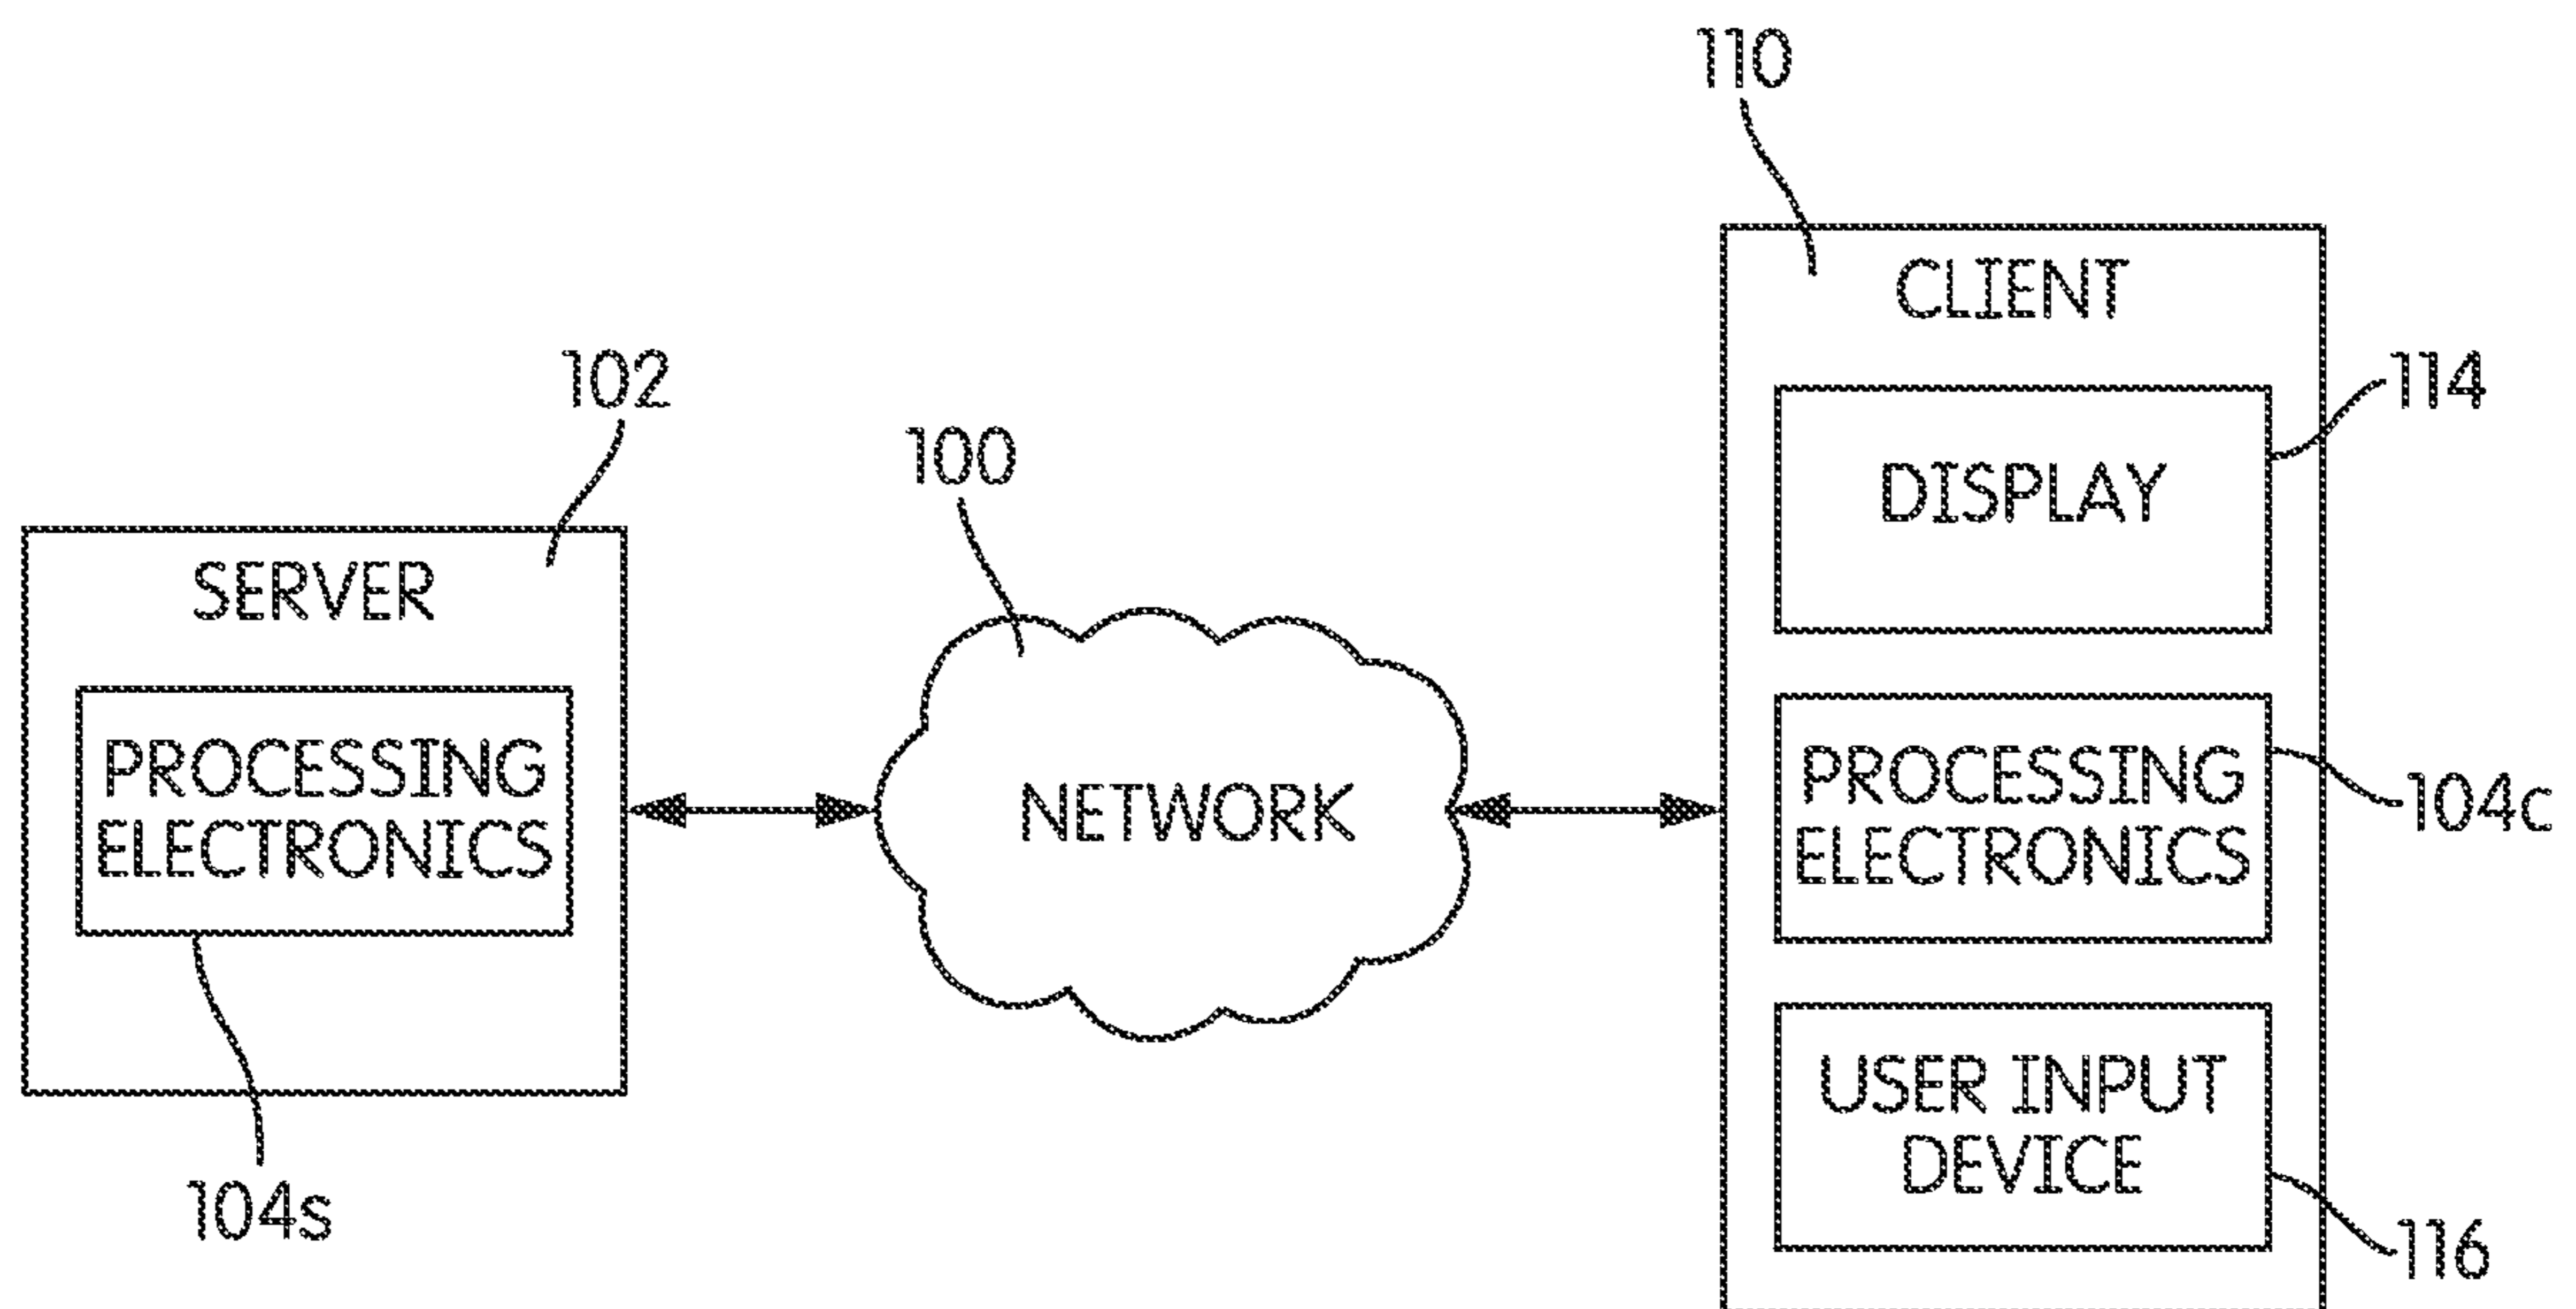 110
CLIENT
114
DISPLAY
102
100
SERVER
PROCESSING
ELECTRONICS
NETWORK
PROCESSING
ELECTRONICS
104c
104s
USER INPUT
DEVICE
116